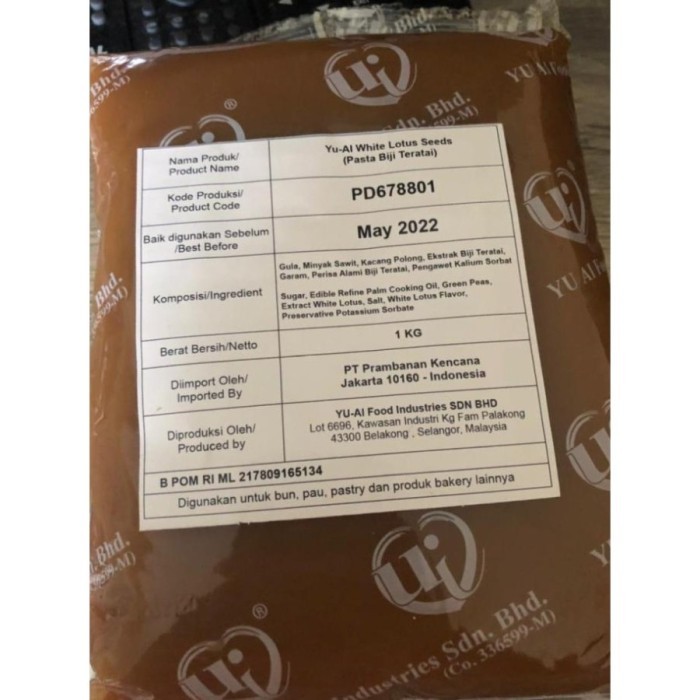 Nama Produk/
Product Name
Yu-AI White Lotus Seeds
(Pasta Biji Teratai)
Kode Produksi/
Product Code
PD678801
Baik digunakan Sebelum
/Best Before
May 2022
Komposisi/Ingredient
Gula, Minyak Sawit, Kacang Polong, Ekstrak Biji Teratai,
Garam, Perisa Alami Biji Teratai, Pengawet Kalium Sorbat
Sugar, Edible Refine Palm Cooking Oil, Green Peas,
Extract White Lotus, Salt, White Lotus Flavor,
Preservative Potassium Sorbate
Berat Bersih/Netto
1 KG
Diimport Oleh/
Imported By
PT Prambanan Kencana
Jakarta 10160 - Indonesia
Diproduksi Oleh/
Produced by
YU-AI Food Industries SDN BHD
Lot 6696, Kawasan Industri Kg Fam Palakong
43300 Belakong , Selangor, Malaysia
B POM RI ML 217809165134
Digunakan untuk bun, pau, pastry dan produk bakery lainnya
Sdn. Bhd.
(Co. 336599-M)